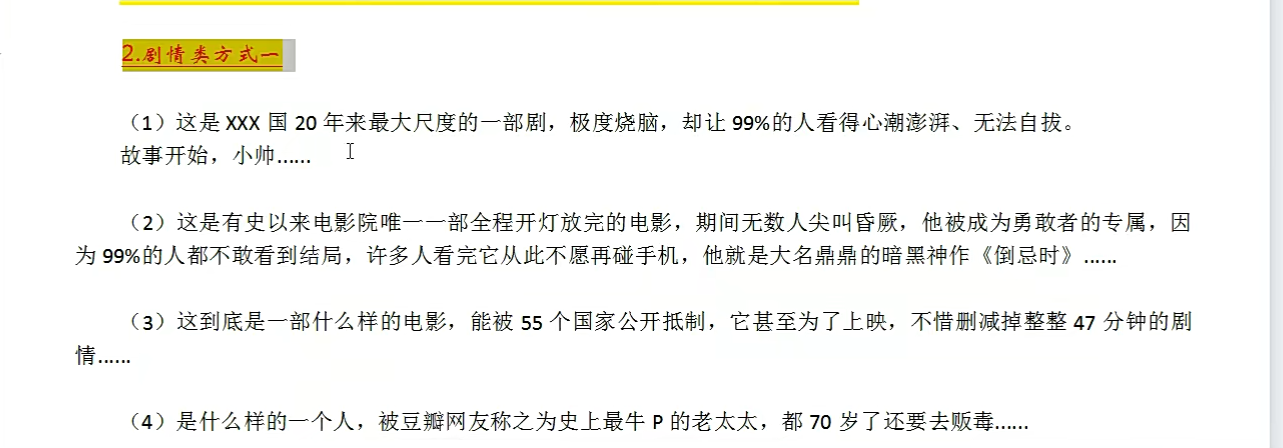 2.剧情类方式一
（1）这是 XXX 国 20 年来最大尺度的一部剧，极度烧脑，却让 99%的人看得心潮澎湃、无法自拔。
故事开始，小帅......
（2）这是有史以来电影院唯一一部全程开灯放完的电影，期间无数人尖叫昏厥，他被成为勇敢者的专属，因
为 99%的人都不敢看到结局，许多人看完它从此不愿再碰手机，他就是大名鼎鼎的暗黑神作《倒忌时》......
（3）这到底是一部什么样的电影，能被 55 个国家公开抵制，它甚至为了上映，不惜删减掉整整 47 分钟的剧
情......
（4）是什么样的一个人，被豆瓣网友称之为史上最牛 P 的老太太，都 70 岁了还要去贩毒......